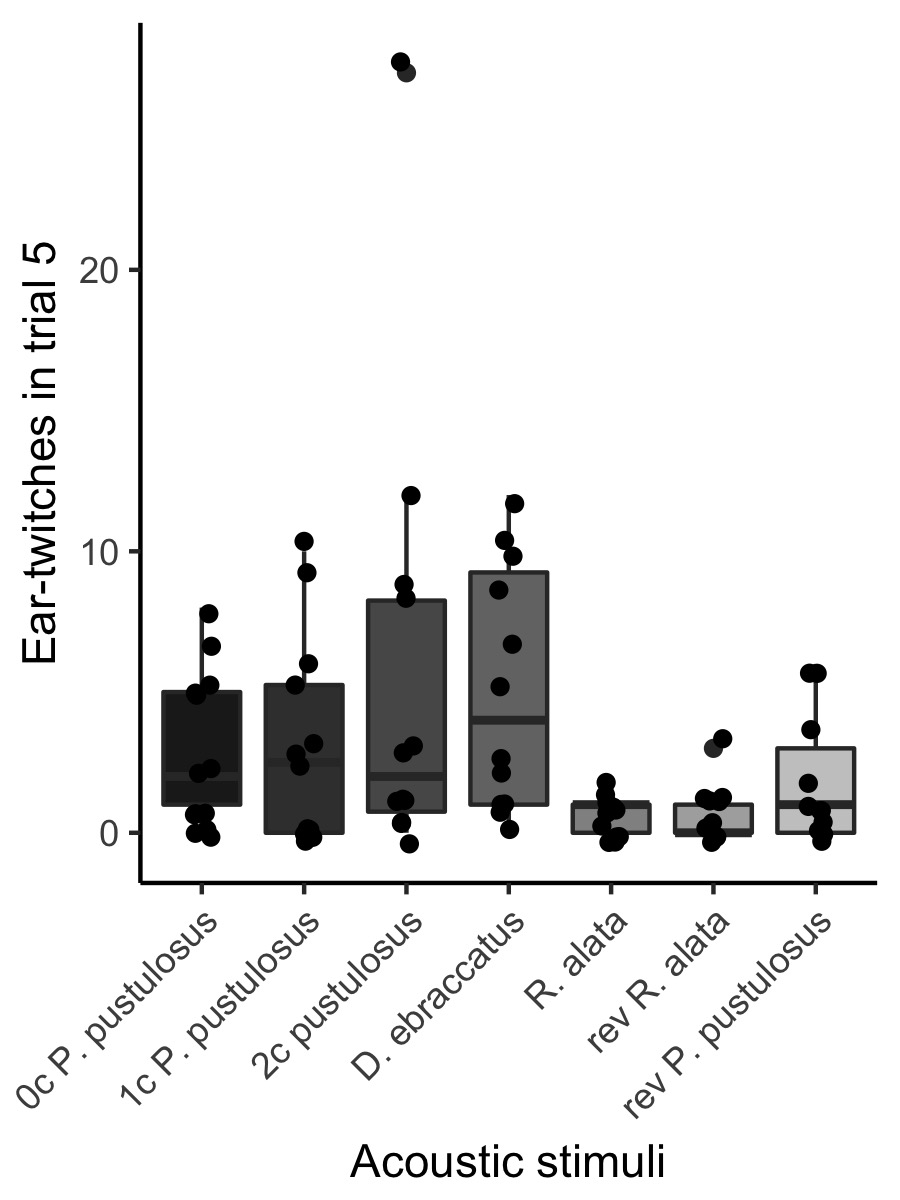 Ear-twitches in trial 5
20
10
0
0c P. pustulosus
1c P. pustulosus
2c pustulosus
D. ebraccatus
R. alata
rev R. alata
rev P. pustulosus
Acoustic stimuli